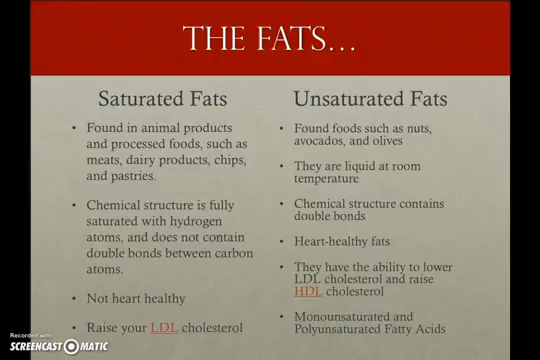 THE FATS...
Saturated Fats
• Found in animal products
and processed foods, such as
meats, dairy products, chips,
and pastries.
• Chemical structure is fully
saturated with hydrogen
atoms, and does not contain
double bonds between carbon
atoms.
• Not heart healthy
• Raise your LDL cholesterol
Unsaturated Fats
• Found foods such as nuts,
avocados, and olives
• They are liquid at room
temperature
• Chemical structure contains
double bonds
• Heart-healthy fats
• They have the ability to lower
LDL cholesterol and raise
HDL cholesterol
• Monounsaturated and
Polyunsaturated Fatty Acids
Recorded with
SCREENCAST-O-MATIC